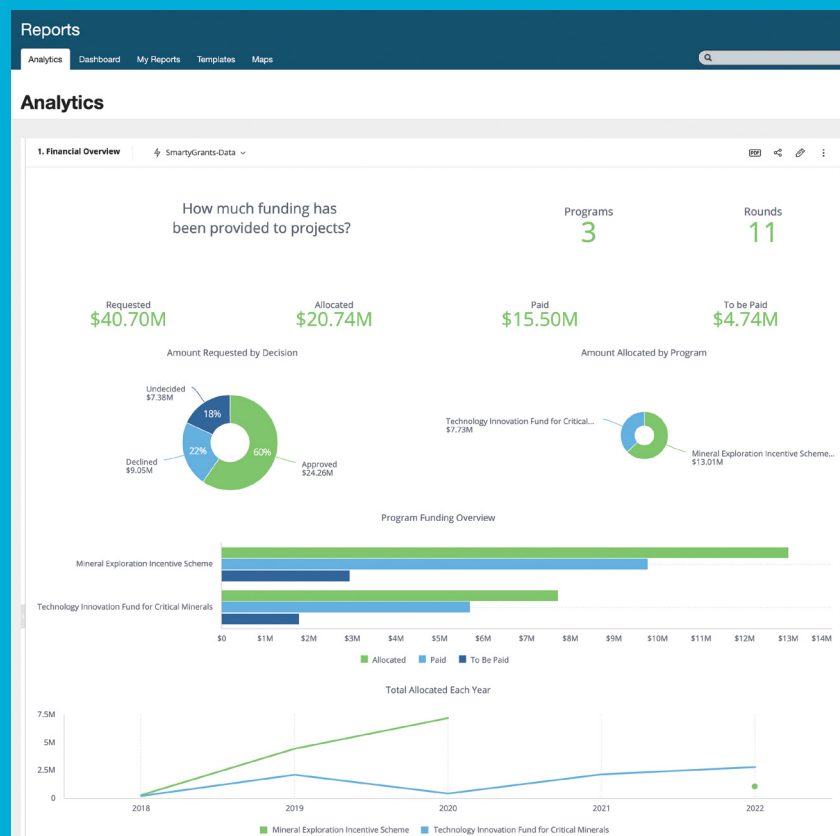 Reports
Analytics Dashboard My Reports Templates Maps
Analytics
1. Financial Overview SmartyGrants-Data
PDF
How much funding has
been provided to projects?
Programs
3
Rounds
11
Requested
$40.70M
Allocated
$20.74M
Paid
$15.50M
To be Paid
$4.74M
Amount Requested by Decision
Undecided
$7.38M
18%
22%
60%
Declined
$9.05M
Approved
$24.26M
Amount Allocated by Program
Technology Innovation Fund for Critical...
$7.73M
Mineral Exploration Incentive Scheme...
$13.01M
Program Funding Overview
Mineral Exploration Incentive Scheme
Technology Innovation Fund for Critical Minerals
$0 $1M $2M $3M $4M $5M $6M $7M $8M $9M $10M $11M $12M $13M $14M
Allocated Paid To Be Paid
Total Allocated Each Year
7.5M
5M
2.5M
0
2018 2019 2020 2021 2022
Mineral Exploration Incentive Scheme Technology Innovation Fund for Critical Minerals